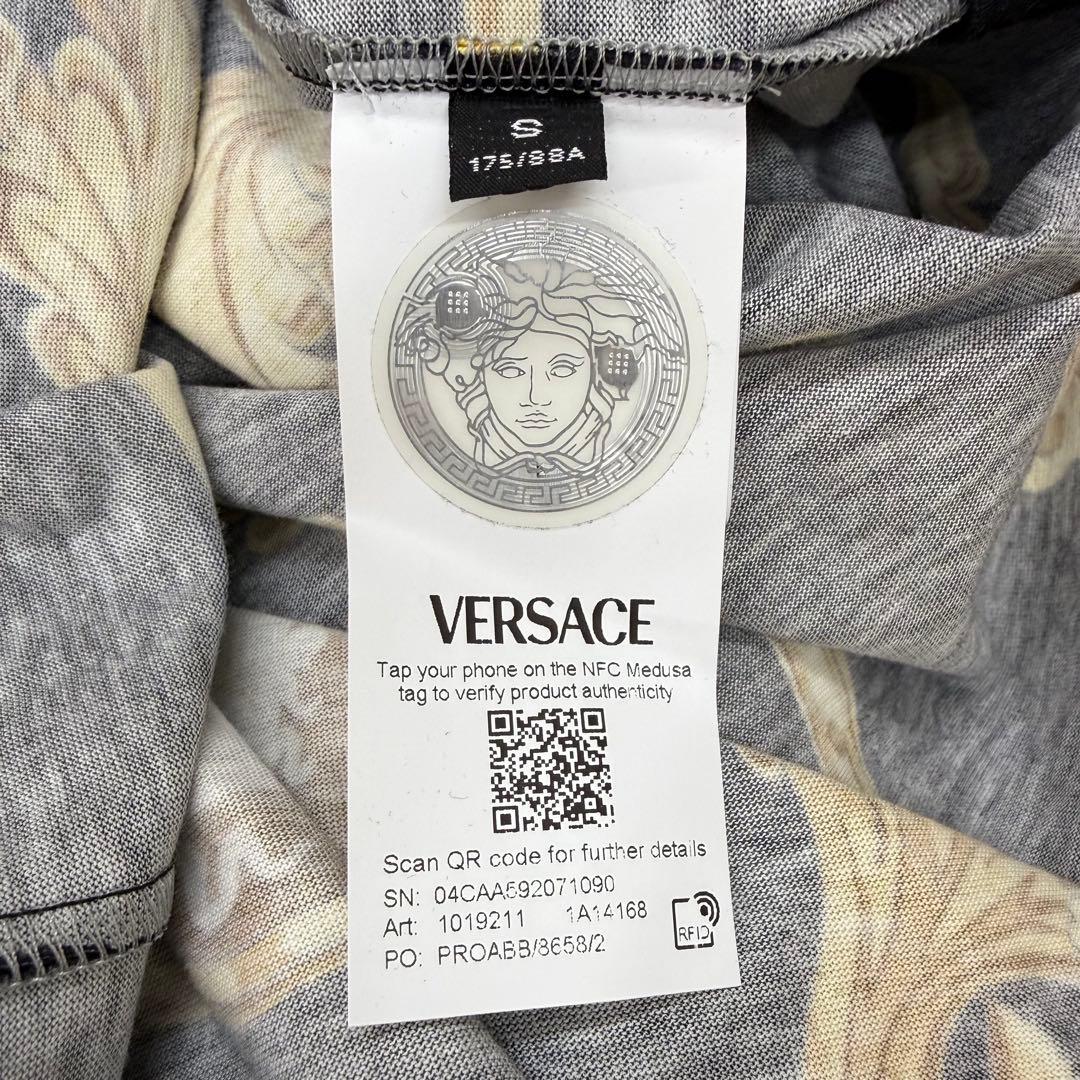 S
175/88A
VERSACE
Tap your phone on the NFC Medusa
tag to verify product authenticity
Scan QR code for further details
SN: 04CAA592071090
Art: 1019211 1A14168
PO: PROABB/8658/2
RFID